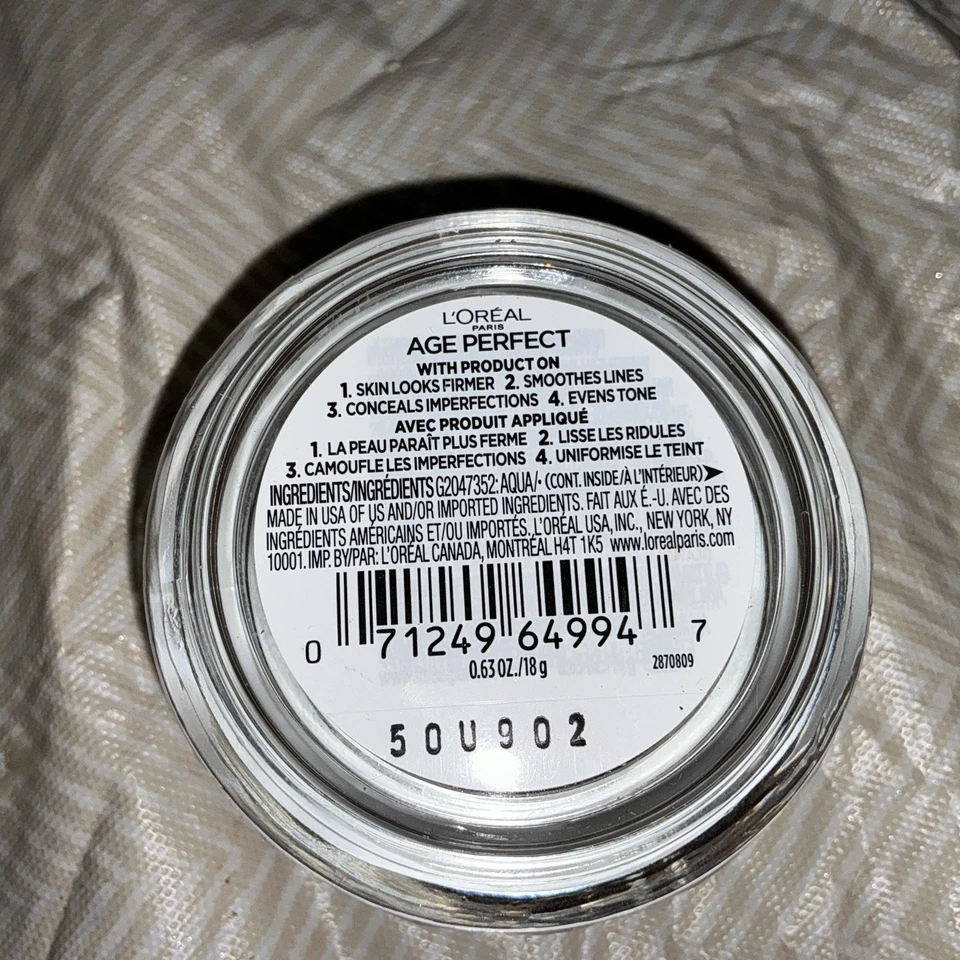 L'ORÉAL
PARIS
AGE PERFECT
WITH PRODUCT ON
1. SKIN LOOKS FIRMER 2. SMOOTHES LINES
3. CONCEALS IMPERFECTIONS 4. EVENS TONE
AVEC PRODUIT APPLIQUÉ
1. LA PEAU PARAÎT PLUS FERME 2. LISSE LES RIDULES
3. CAMOUFLE LES IMPERFECTIONS 4. UNIFORMISE LE TEINT
INGREDIENTS/INGRÉDIENTS G2047352: AQUA/• (CONT. INSIDE/À L'INTÉRIEUR)➤
MADE IN USA OF US AND/OR IMPORTED INGREDIENTS. FAIT AUX É.-U. AVEC DES
INGRÉDIENTS AMÉRICAINS ET/OU IMPORTÉS. L'ORÉAL USA, INC., NEW YORK, NY
10001. IMP. BY/PAR: L'ORÉAL CANADA, MONTRÉAL H4T 1K5 www.lorealparis.com
0 71249 64994 7
0.63 OZ./18 g 2870809
50U902